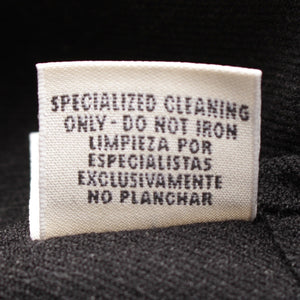 SPECIALIZED CLEANING
ONLY - DO NOT IRON
LIMPIEZA POR
ESPECIALISTAS
EXCLUSIVAMENTE
NO PLANCHAR